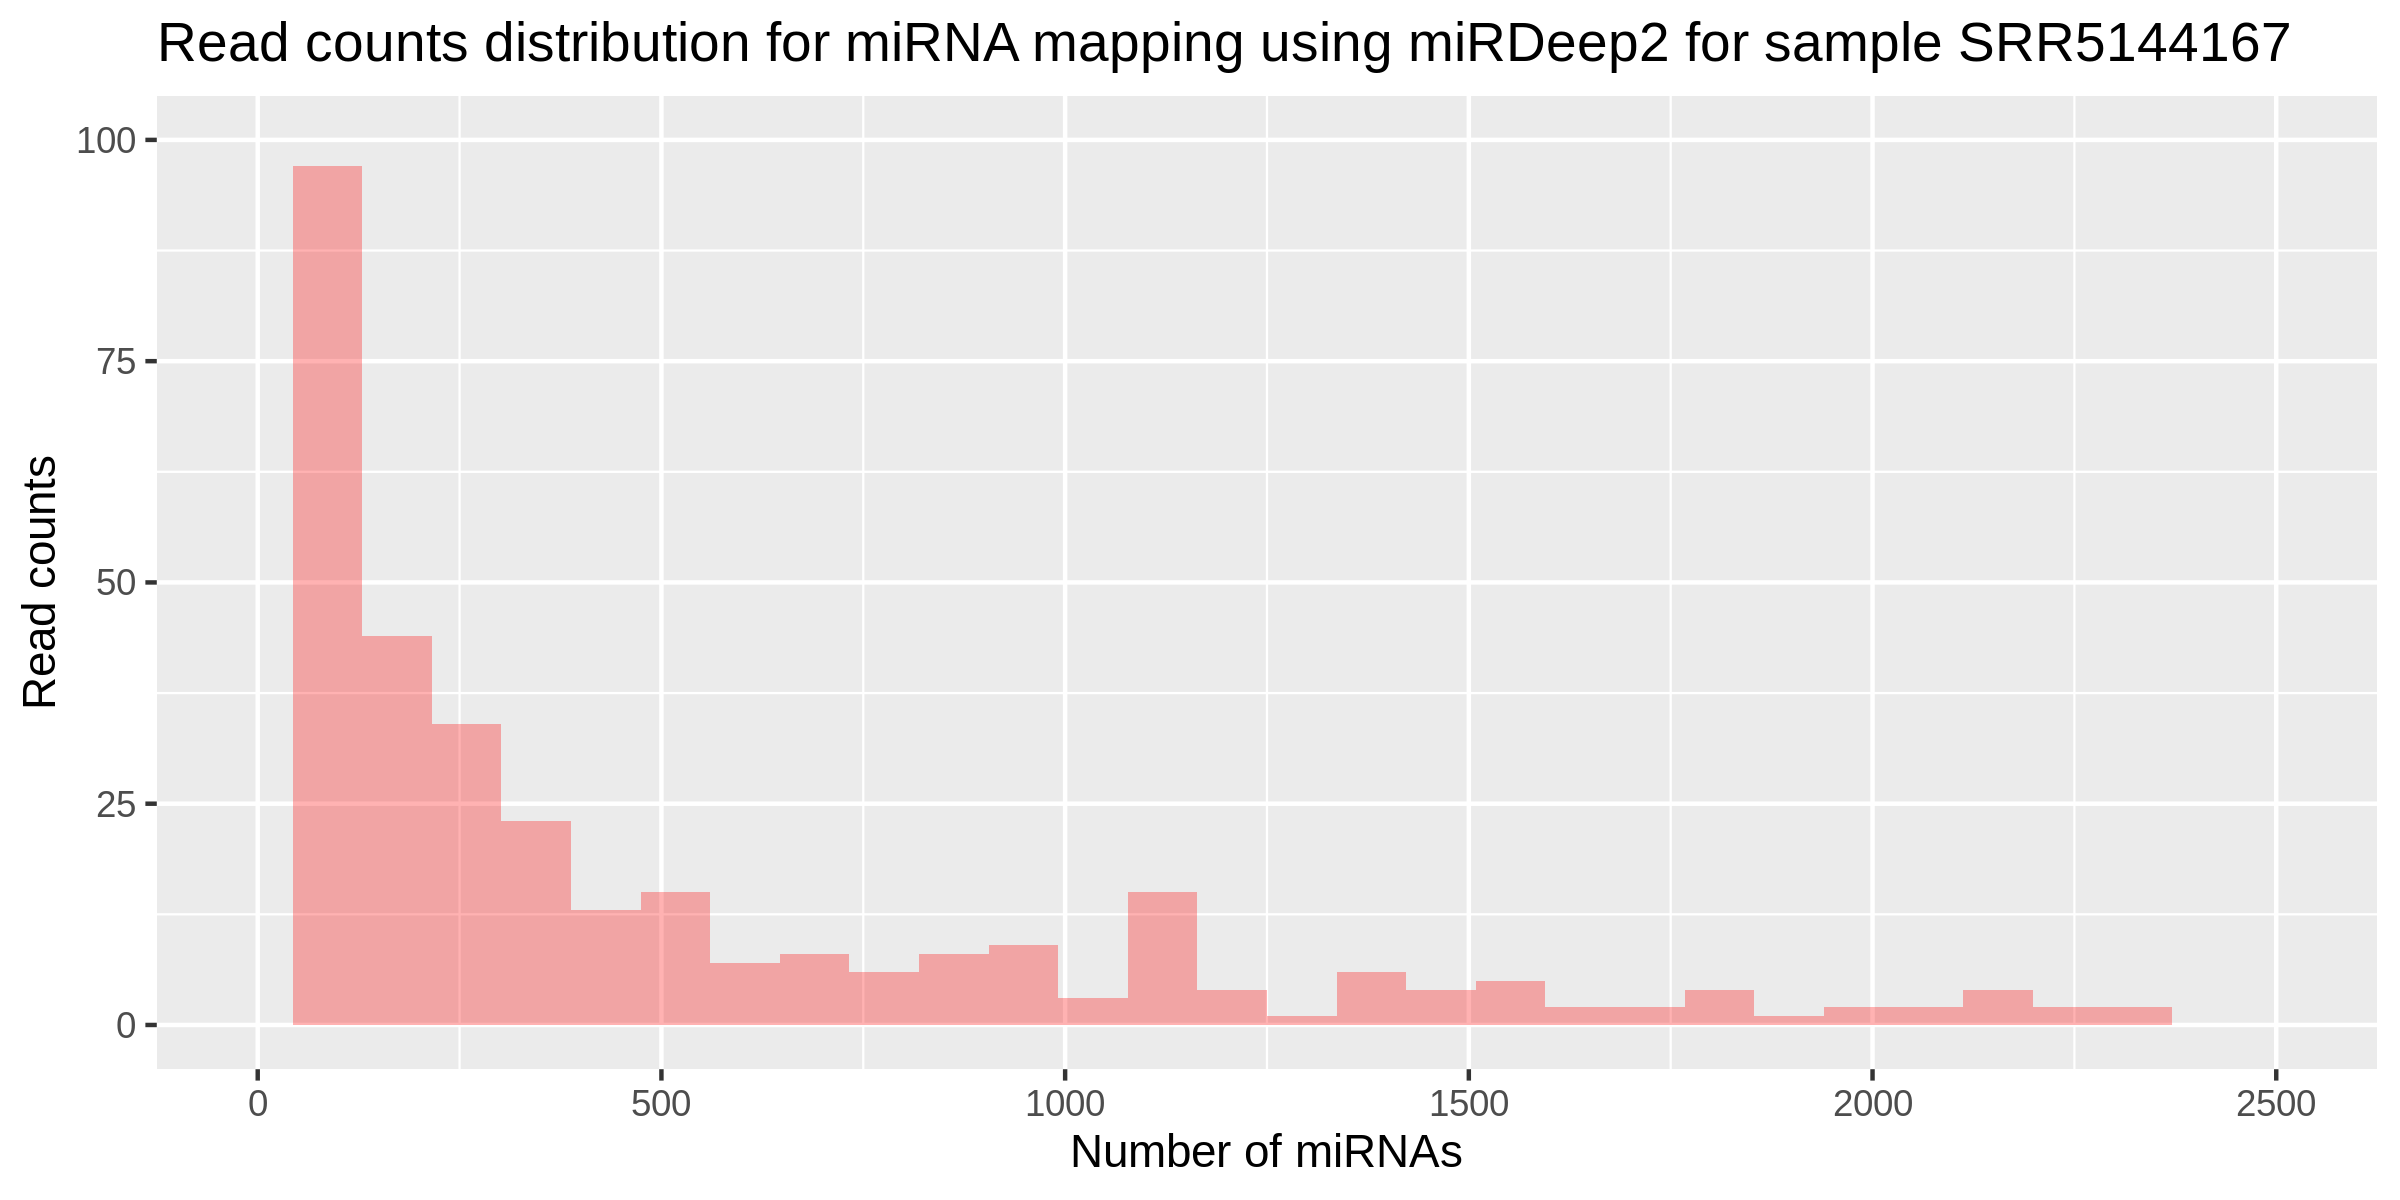 Read counts distribution for miRNA mapping using miRDeep2 for sample SRR5144167
Read counts
100
75
50
25
0
0 500 1000 1500 2000 2500
Number of miRNAs